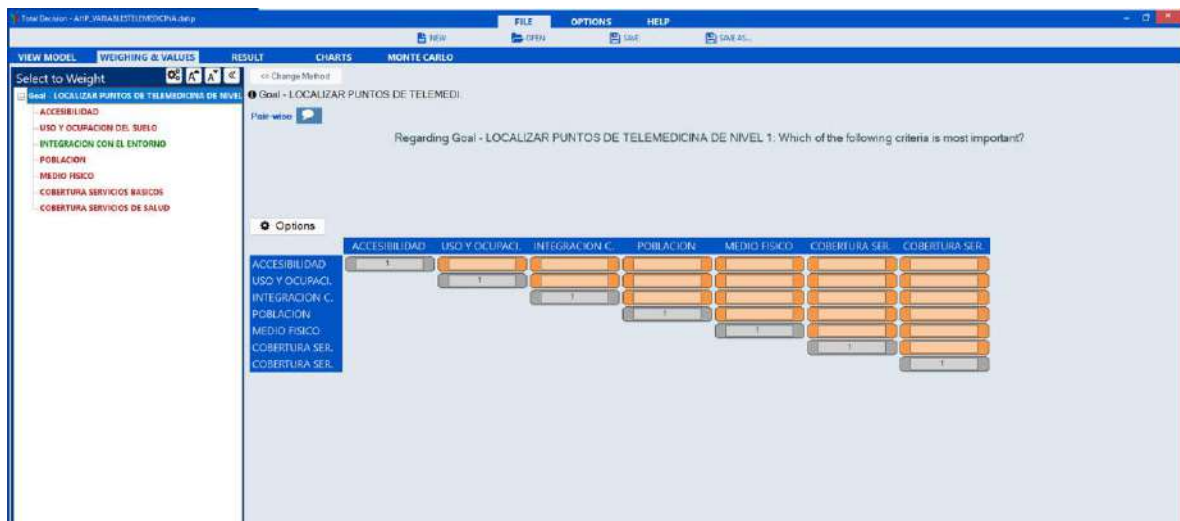 Total Decision - AHP_VARIABLESTELEMEDICINA.dahp
FILE OPTIONS HELP
NEW OPEN SAVE SAVE AS...
VIEW MODEL WEIGHING & VALUES RESULT CHARTS MONTE CARLO
Select to Weight
Goal - LOCALIZAR PUNTOS DE TELEMEDICINA DE NIVEL
ACCESIBILIDAD
USO Y OCUPACION DEL SUELO
INTEGRACION CON EL ENTORNO
POBLACION
MEDIO FISICO
COBERTURA SERVICIOS BASICOS
COBERTURA SERVICIOS DE SALUD
<< Change Method
Goal - LOCALIZAR PUNTOS DE TELEMEDI.
Pair-wise
Regarding Goal - LOCALIZAR PUNTOS DE TELEMEDICINA DE NIVEL 1: Which of the following criteria is most important?
Options
ACCESIBILIDAD USO Y OCUPACI. INTEGRACION C. POBLACION MEDIO FISICO COBERTURA SER. COBERTURA SER.
ACCESIBILIDAD 1
USO Y OCUPACI. 1
INTEGRACION C. 1
POBLACION 1
MEDIO FISICO 1
COBERTURA SER. 1
COBERTURA SER. 1